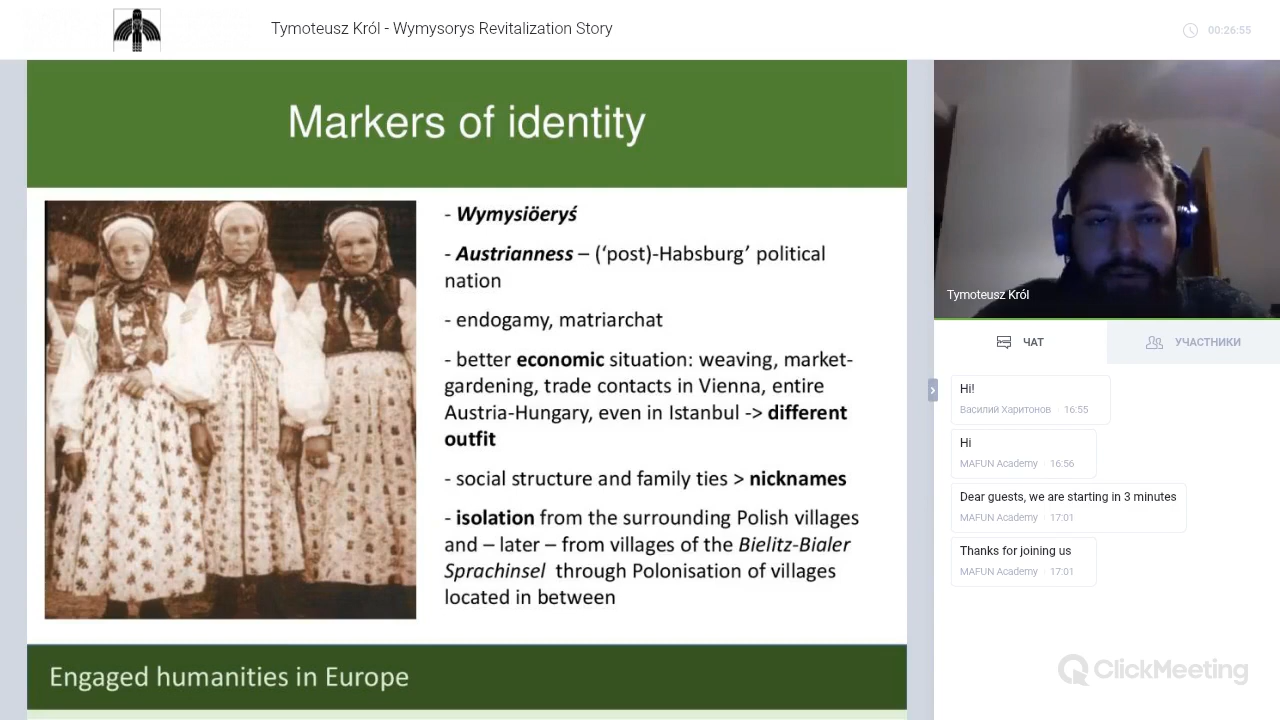 Tymoteusz Król - Wymysorys Revitalization Story
00:26:55
Markers of identity
- Wymysiöeryś
- Austrianness – (‘post)-Habsburg’ political
nation
- endogamy, matriarchat
- better economic situation: weaving, market-
gardening, trade contacts in Vienna, entire
Austria-Hungary, even in Istanbul -> different
outfit
- social structure and family ties > nicknames
- isolation from the surrounding Polish villages
and – later – from villages of the Bielitz-Bialer
Sprachinsel through Polonisation of villages
located in between
Engaged humanities in Europe
Tymoteusz Król
ЧАТ
УЧАСТНИКИ
Hi!
Василий Харитонов · 16:55
Hi
MAFUN Academy · 16:56
Dear guests, we are starting in 3 minutes
MAFUN Academy · 17:01
Thanks for joining us
MAFUN Academy · 17:01
ClickMeeting